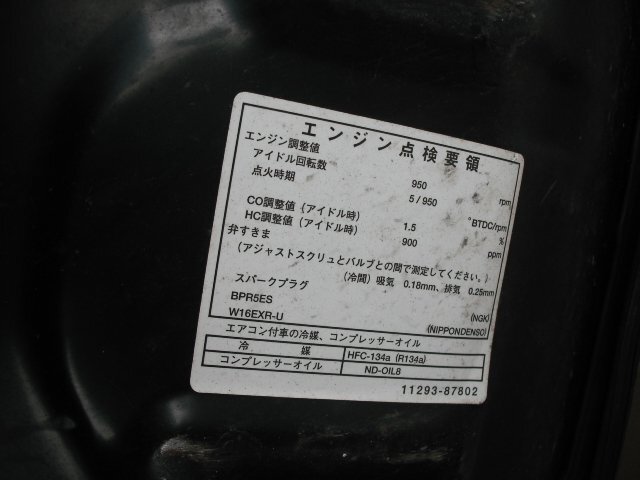 エンジン点検要領
エンジン調整値
アイドル回転数 950 rpm
点火時期 5/950 °BTDC/rpm
CO調整値(アイドル時) 1.5 %
HC調整値(アイドル時) 900 ppm
弁すきま
(アジャストスクリュとバルブとの間で測定してください。)
(冷間)吸気 0.18mm、排気 0.25mm
スパークプラグ
BPR5ES (NGK)
W16EXR-U (NIPPONDENSO)
エアコン付車の冷媒、コンプレッサーオイル
冷媒 HFC-134a (R134a)
コンプレッサーオイル ND-OIL8
11293-87802